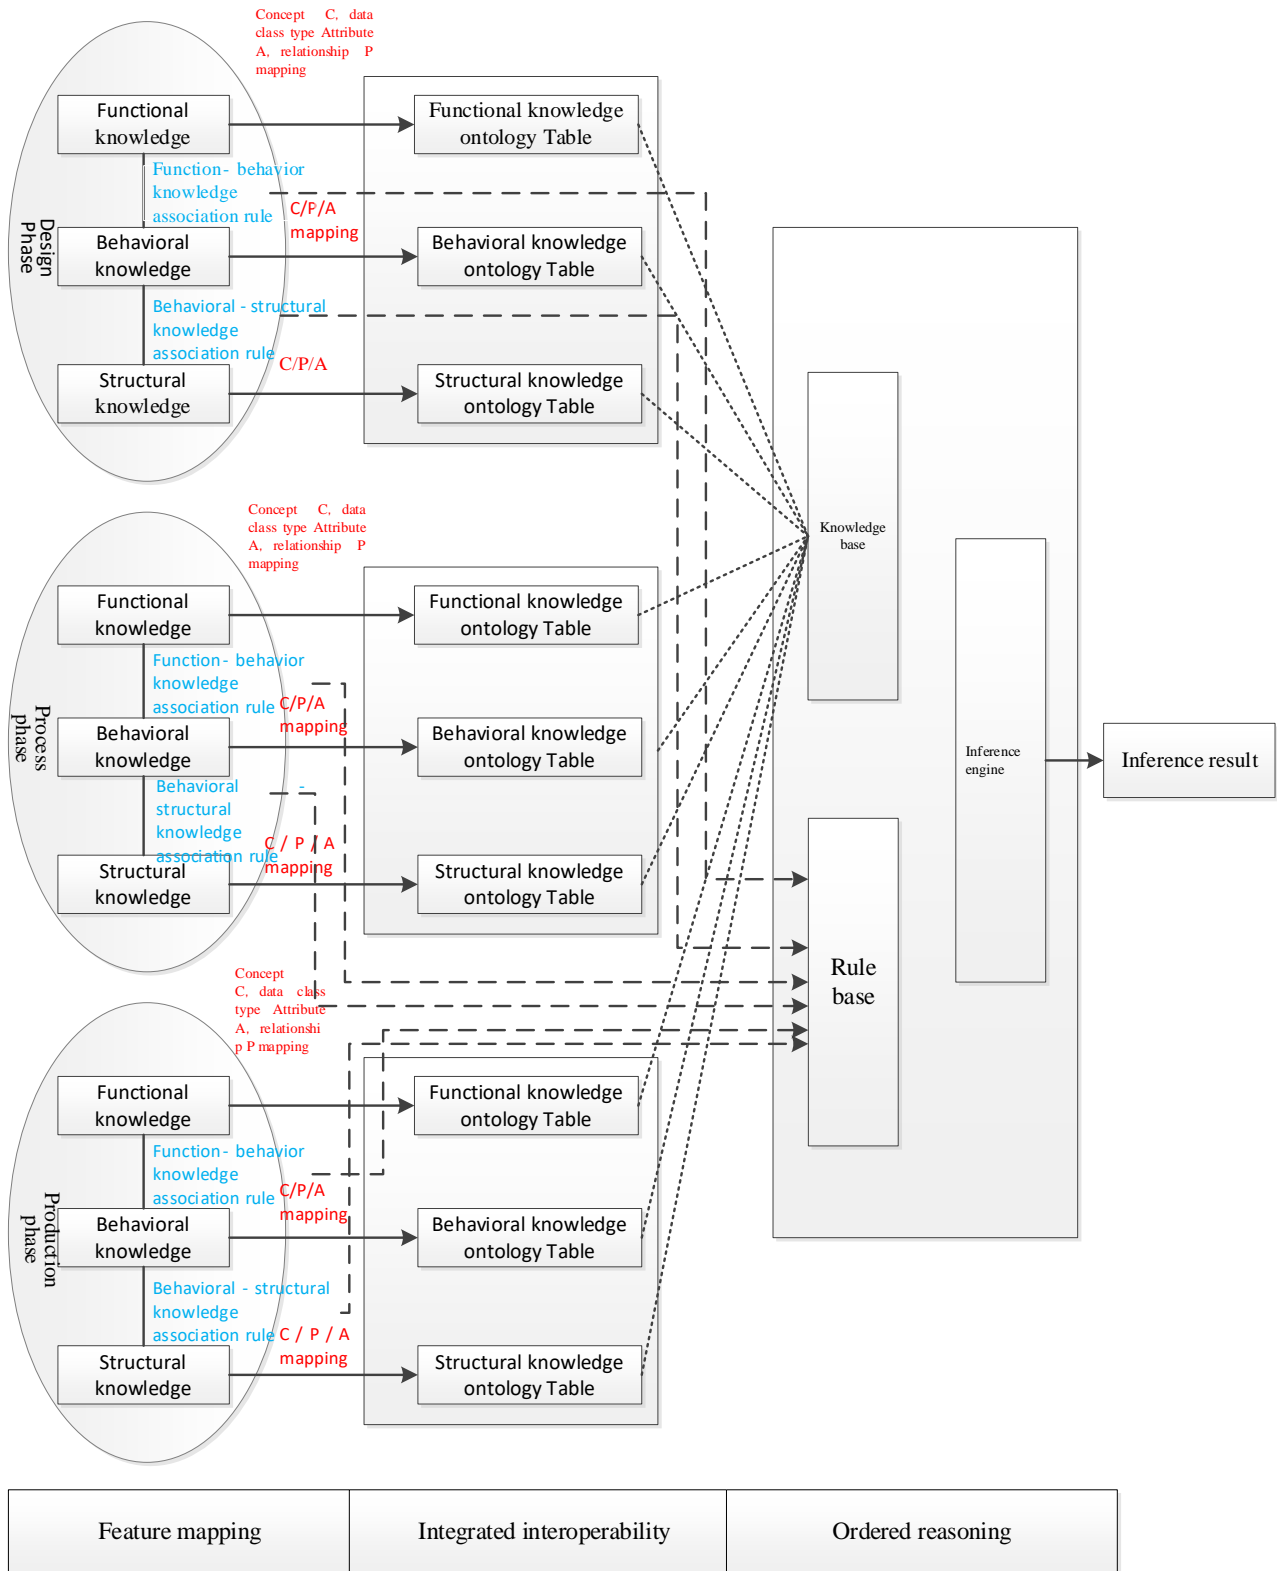 Concept C, data
class type Attribute
A, relationship P
mapping
Functional
knowledge
Functional knowledge
ontology Table
Function- behavior
knowledge
association rule
C/P/A
mapping
Design
Phase
Behavioral
knowledge
Behavioral knowledge
ontology Table
Behavioral - structural
knowledge
association rule
C/P/A
Structural
knowledge
Structural knowledge
ontology Table
Concept C, data
class type Attribute
A, relationship P
mapping
Functional
knowledge
Functional knowledge
ontology Table
Function- behavior
knowledge
association rule
C/P/A
mapping
Process
phase
Behavioral
knowledge
Behavioral knowledge
ontology Table
Behavioral -
structural
knowledge
association rule
C / P / A
mapping
Structural
knowledge
Structural knowledge
ontology Table
Concept
C, data class
type Attribute
A, relationshi
p P mapping
Functional
knowledge
Functional knowledge
ontology Table
Function- behavior
knowledge
association rule
C/P/A
mapping
Production
phase
Behavioral
knowledge
Behavioral knowledge
ontology Table
Behavioral - structural
knowledge
association rule
C / P / A
mapping
Structural
knowledge
Structural knowledge
ontology Table
Knowledge
base
Rule
base
Inference
engine
Inference result
Feature mapping
Integrated interoperability
Ordered reasoning